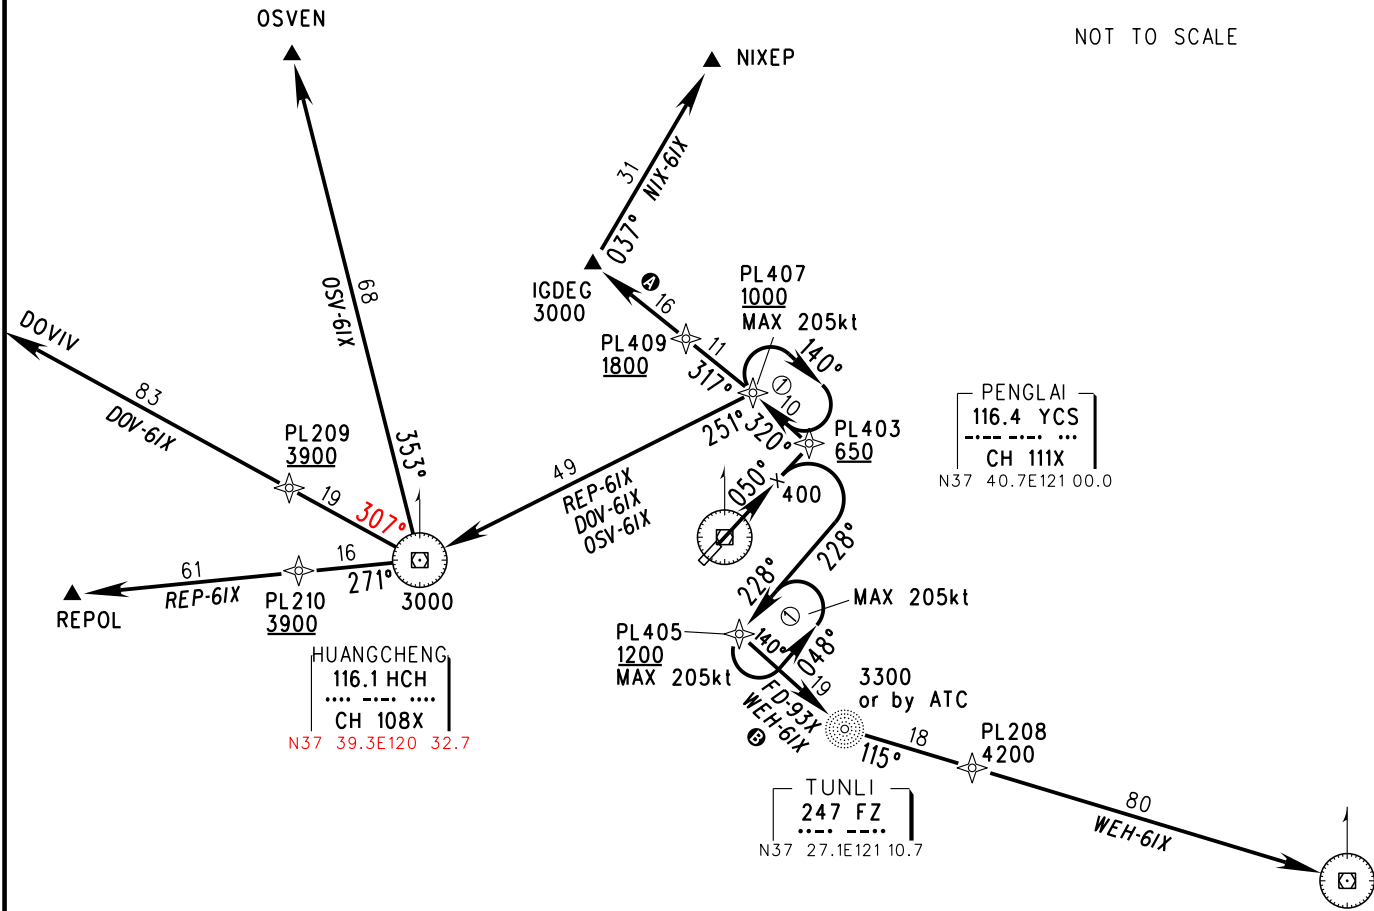 OSVEN
NOT TO SCALE
NIXEP
31
NIX-61X
037°
IGDEG
3000
A
16
PL409
1800
11
317°
PL407
1000
MAX 205kt
140°
1
10
320°
251°
PL403
650
PENGLAI
116.4 YCS
CH 111X
N37 40.7E121 00.0
68
OSV-61X
353°
DOVIV
83
DOV-61X
PL209
3900
19
307°
49
REP-61X
DOV-61X
OSV-61X
050°
400
228°
228°
61
REP-61X
REPOL
16
271°
PL210
3900
3000
HUANGCHENG
116.1 HCH
CH 108X
N37 39.3E120 32.7
PL405
1200
MAX 205kt
1
MAX 205kt
140°
048°
19
FD-93X
WEH-61X
B
3300
or by ATC
115°
18
PL208
4200
TUNLI
247 FZ
N37 27.1E121 10.7
80
WEH-61X